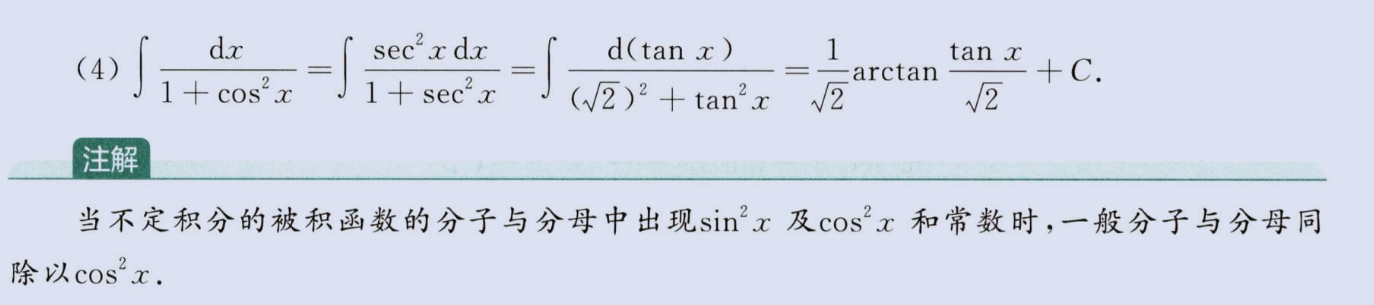 (4) ∫ dx/(1+cos²x) = ∫ sec²x dx/(1+sec²x) = ∫ d(tan x)/((√2)²+tan²x) = 1/√2 arctan tan x/√2 + C.
注解
当不定积分的被积函数的分子与分母中出现sin²x 及cos²x 和常数时,一般分子与分母同
除以cos²x.